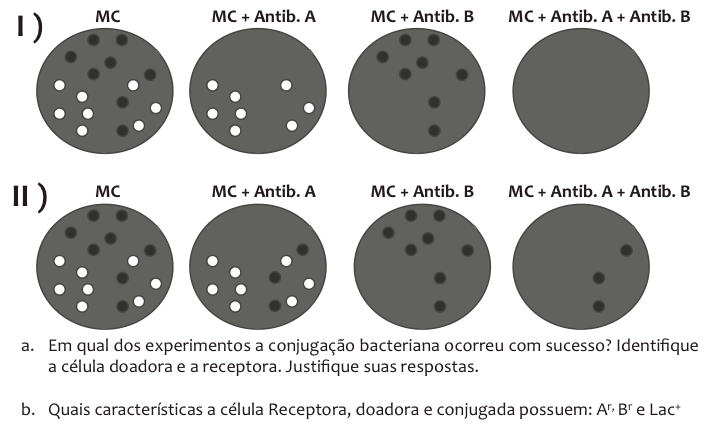 I) MC MC + Antib. A MC + Antib. B MC + Antib. A + Antib. B
II) MC MC + Antib. A MC + Antib. B MC + Antib. A + Antib. B
a. Em qual dos experimentos a conjugação bacteriana ocorreu com sucesso? Identifique
a célula doadora e a receptora. Justifique suas respostas.
b. Quais características a célula Receptora, doadora e conjugada possuem: Aʳ, Bʳ e Lac⁺